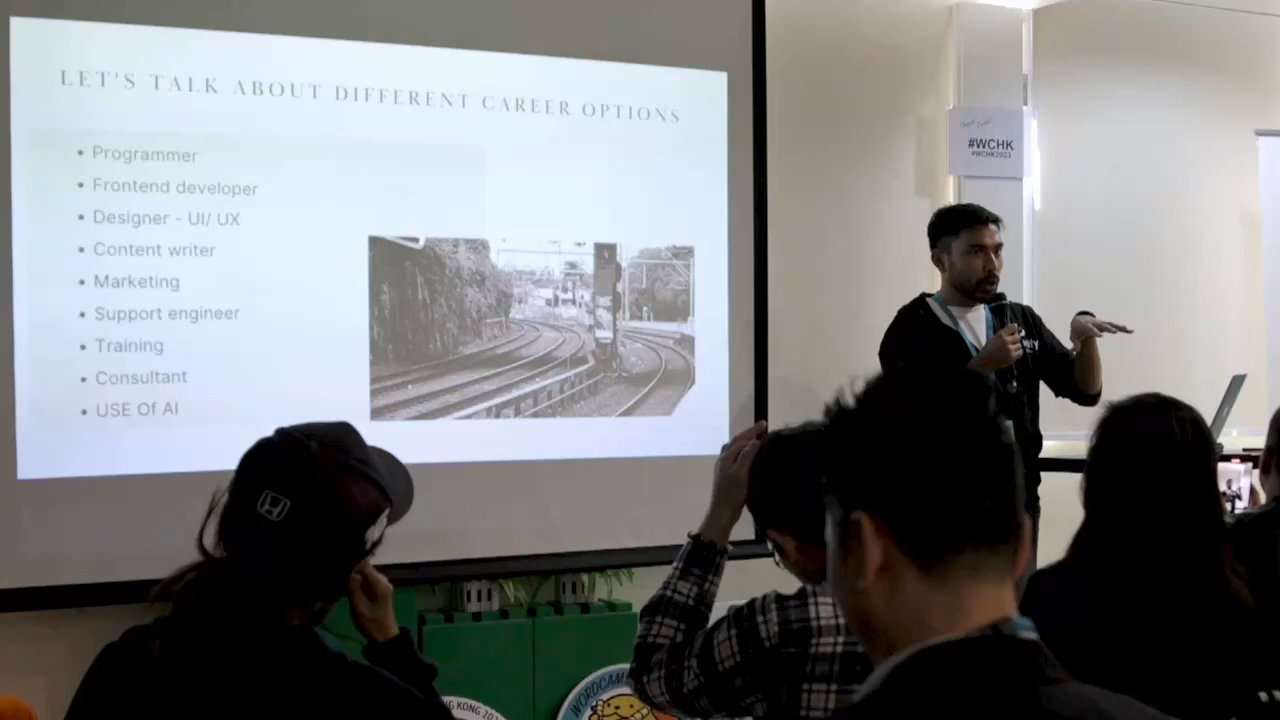 LET'S TALK ABOUT DIFFERENT CAREER OPTIONS
• Programmer
• Frontend developer
• Designer - UI/ UX
• Content writer
• Marketing
• Support engineer
• Training
• Consultant
• USE Of AI
#WCHK
#WCHK2023
WORDCAM